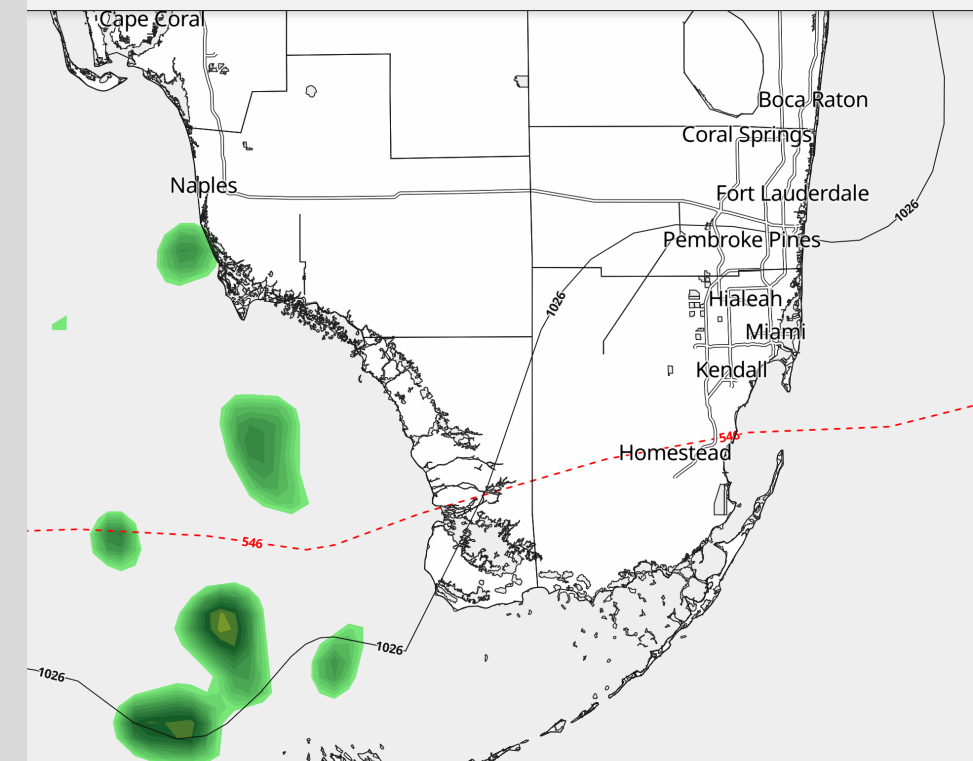 Cape Coral
Boca Raton
Coral Springs
Naples
Fort Lauderdale
1026
Pembroke Pines
Hialeah
1026
Miami
Kendall
546
Homestead
546
1026
1026